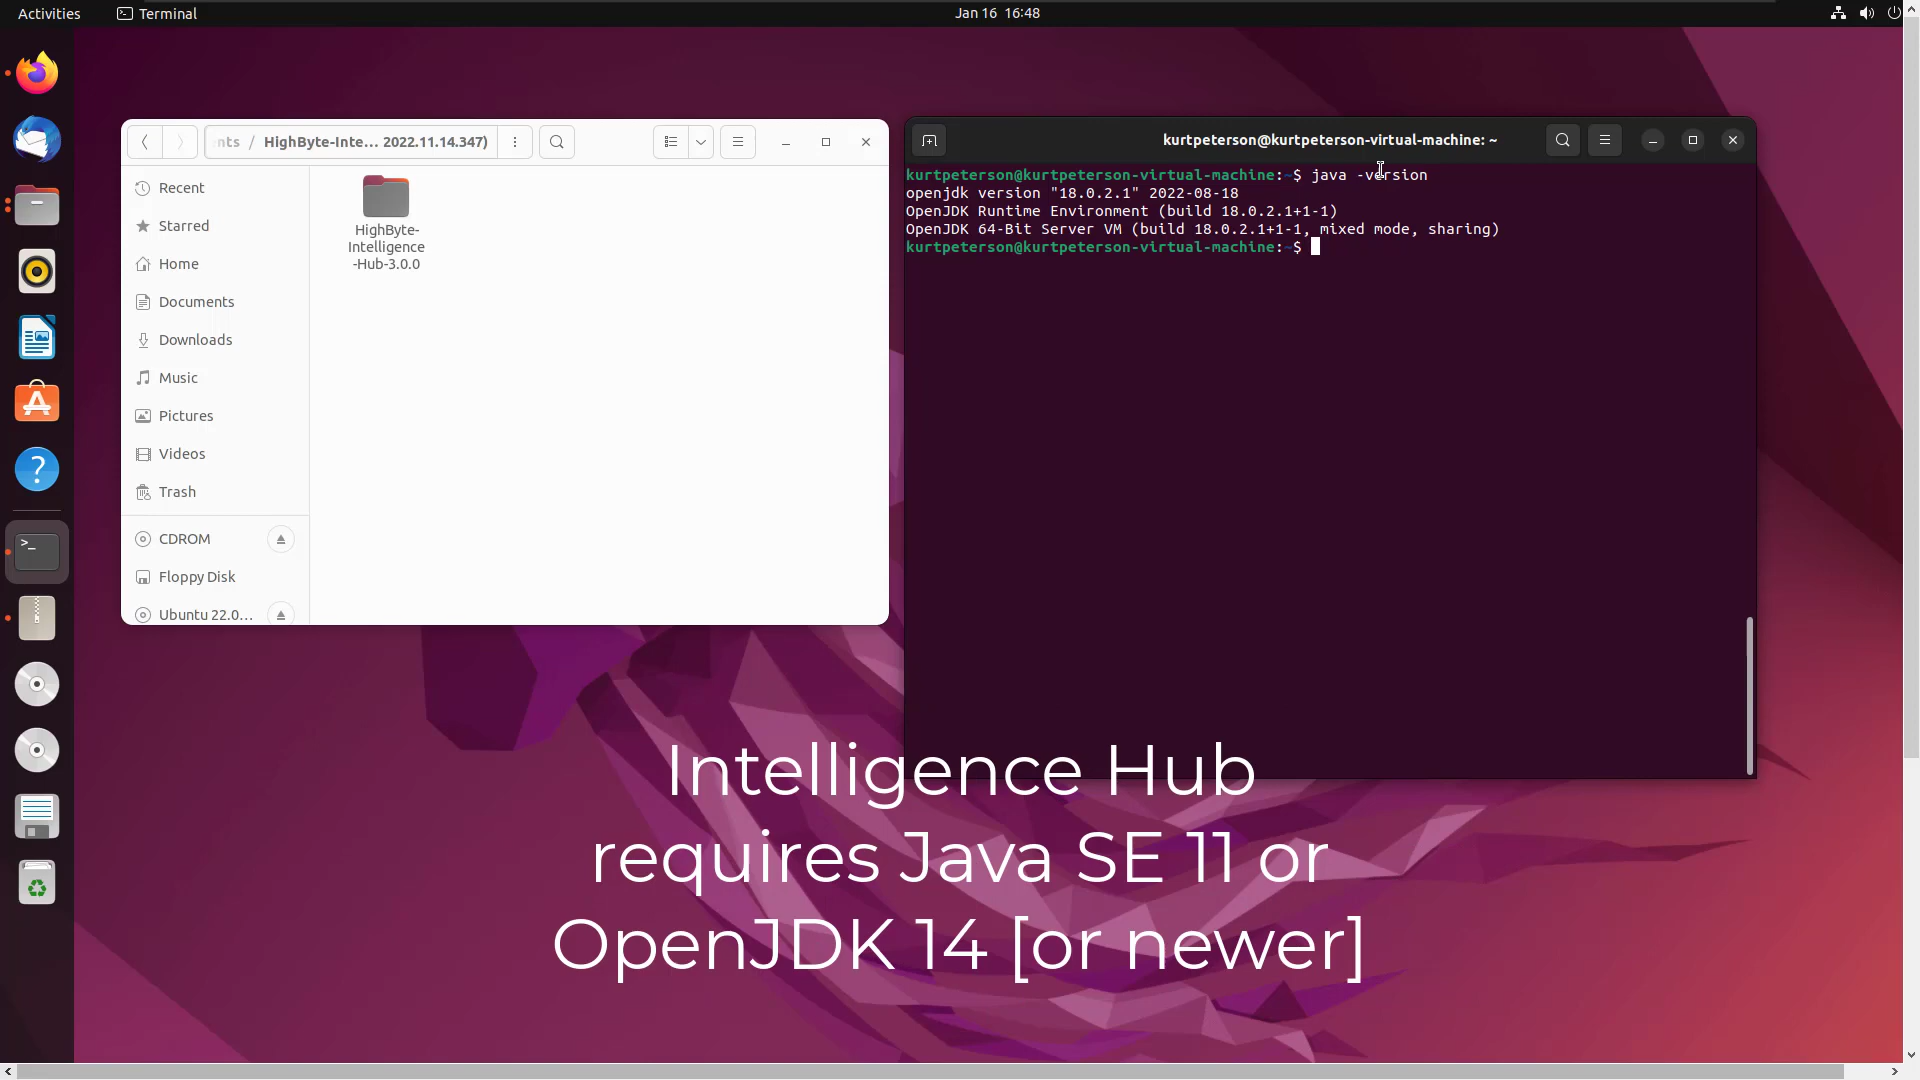 Activities
Terminal
Jan 16 16:48
nts / HighByte-Inte... 2022.11.14.347)
Recent
Starred
Home
Documents
Downloads
Music
Pictures
Videos
Trash
CDROM
Floppy Disk
Ubuntu 22.0...
HighByte-
Intelligence
-Hub-3.0.0
kurtpeterson@kurtpeterson-virtual-machine: ~
kurtpeterson@kurtpeterson-virtual-machine:~$ java -version
openjdk version "18.0.2.1" 2022-08-18
OpenJDK Runtime Environment (build 18.0.2.1+1-1)
OpenJDK 64-Bit Server VM (build 18.0.2.1+1-1, mixed mode, sharing)
kurtpeterson@kurtpeterson-virtual-machine:~$
Intelligence Hub
requires Java SE 11 or
OpenJDK 14 [or newer]